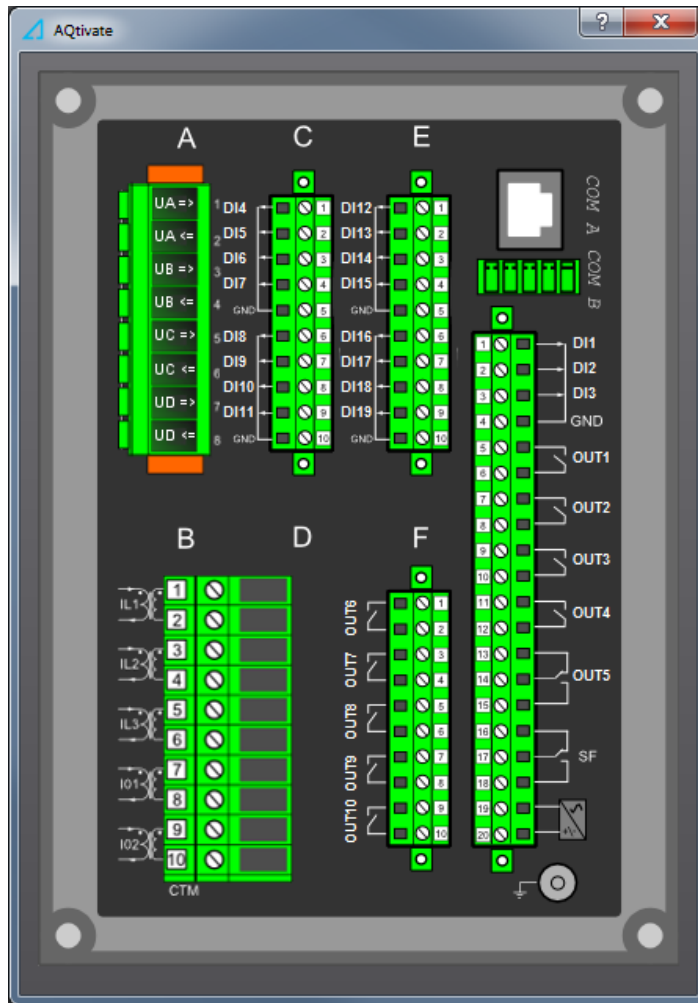 AQtivate
?
X
A
C
E
UA => 1
UA <= 2
UB => 3
UB <= 4
UC => 5
UC <= 6
UD => 7
UD <= 8
DI4 1
DI5 2
DI6 3
DI7 4
GND 5
DI8 6
DI9 7
DI10 8
DI11 9
GND 10
DI12 1
DI13 2
DI14 3
DI15 4
GND 5
DI16 6
DI17 7
DI18 8
DI19 9
GND 10
COM A
COM B
1 DI1
2 DI2
3 DI3
4 GND
5
6
OUT1
7
8
OUT2
9
10
OUT3
11
12
OUT4
13
14 OUT5
15
16
17 SF
18
19
20
B
D
F
IL1
1
2
IL2
3
4
IL3
5
6
I01
7
8
I02
9
10
CTM
OUT6
1
2
OUT7
3
4
OUT8
5
6
OUT9
7
8
OUT10
9
10